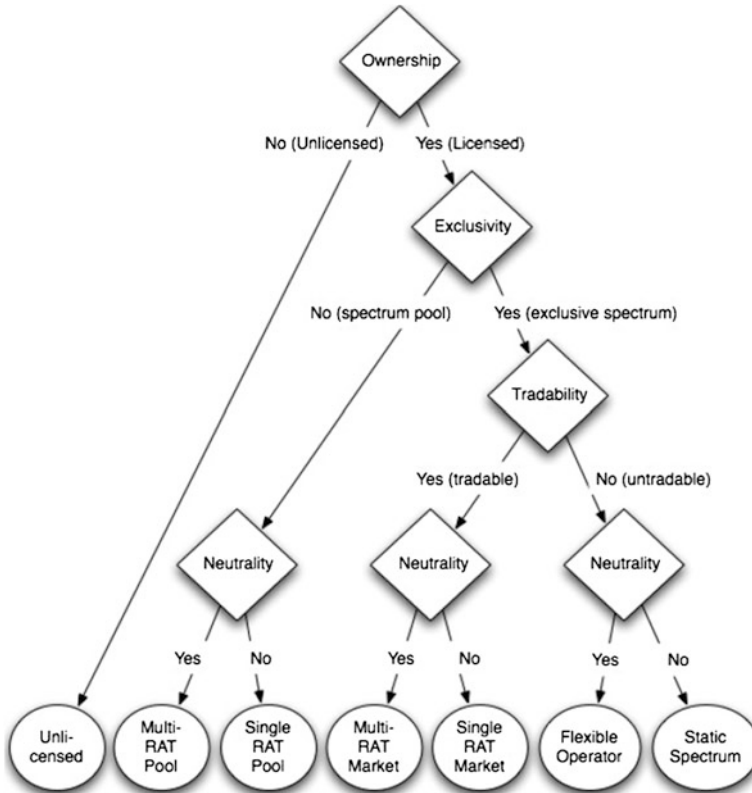 Ownership
No (Unlicensed)
Yes (Licensed)
Exclusivity
No (spectrum pool)
Yes (exclusive spectrum)
Tradability
Yes (tradable)
No (untradable)
Neutrality
Neutrality
Neutrality
Yes
No
Yes
No
Yes
No
Unli-
censed
Multi-
RAT
Pool
Single
RAT
Pool
Multi-
RAT
Market
Single
RAT
Market
Flexible
Operator
Static
Spectrum